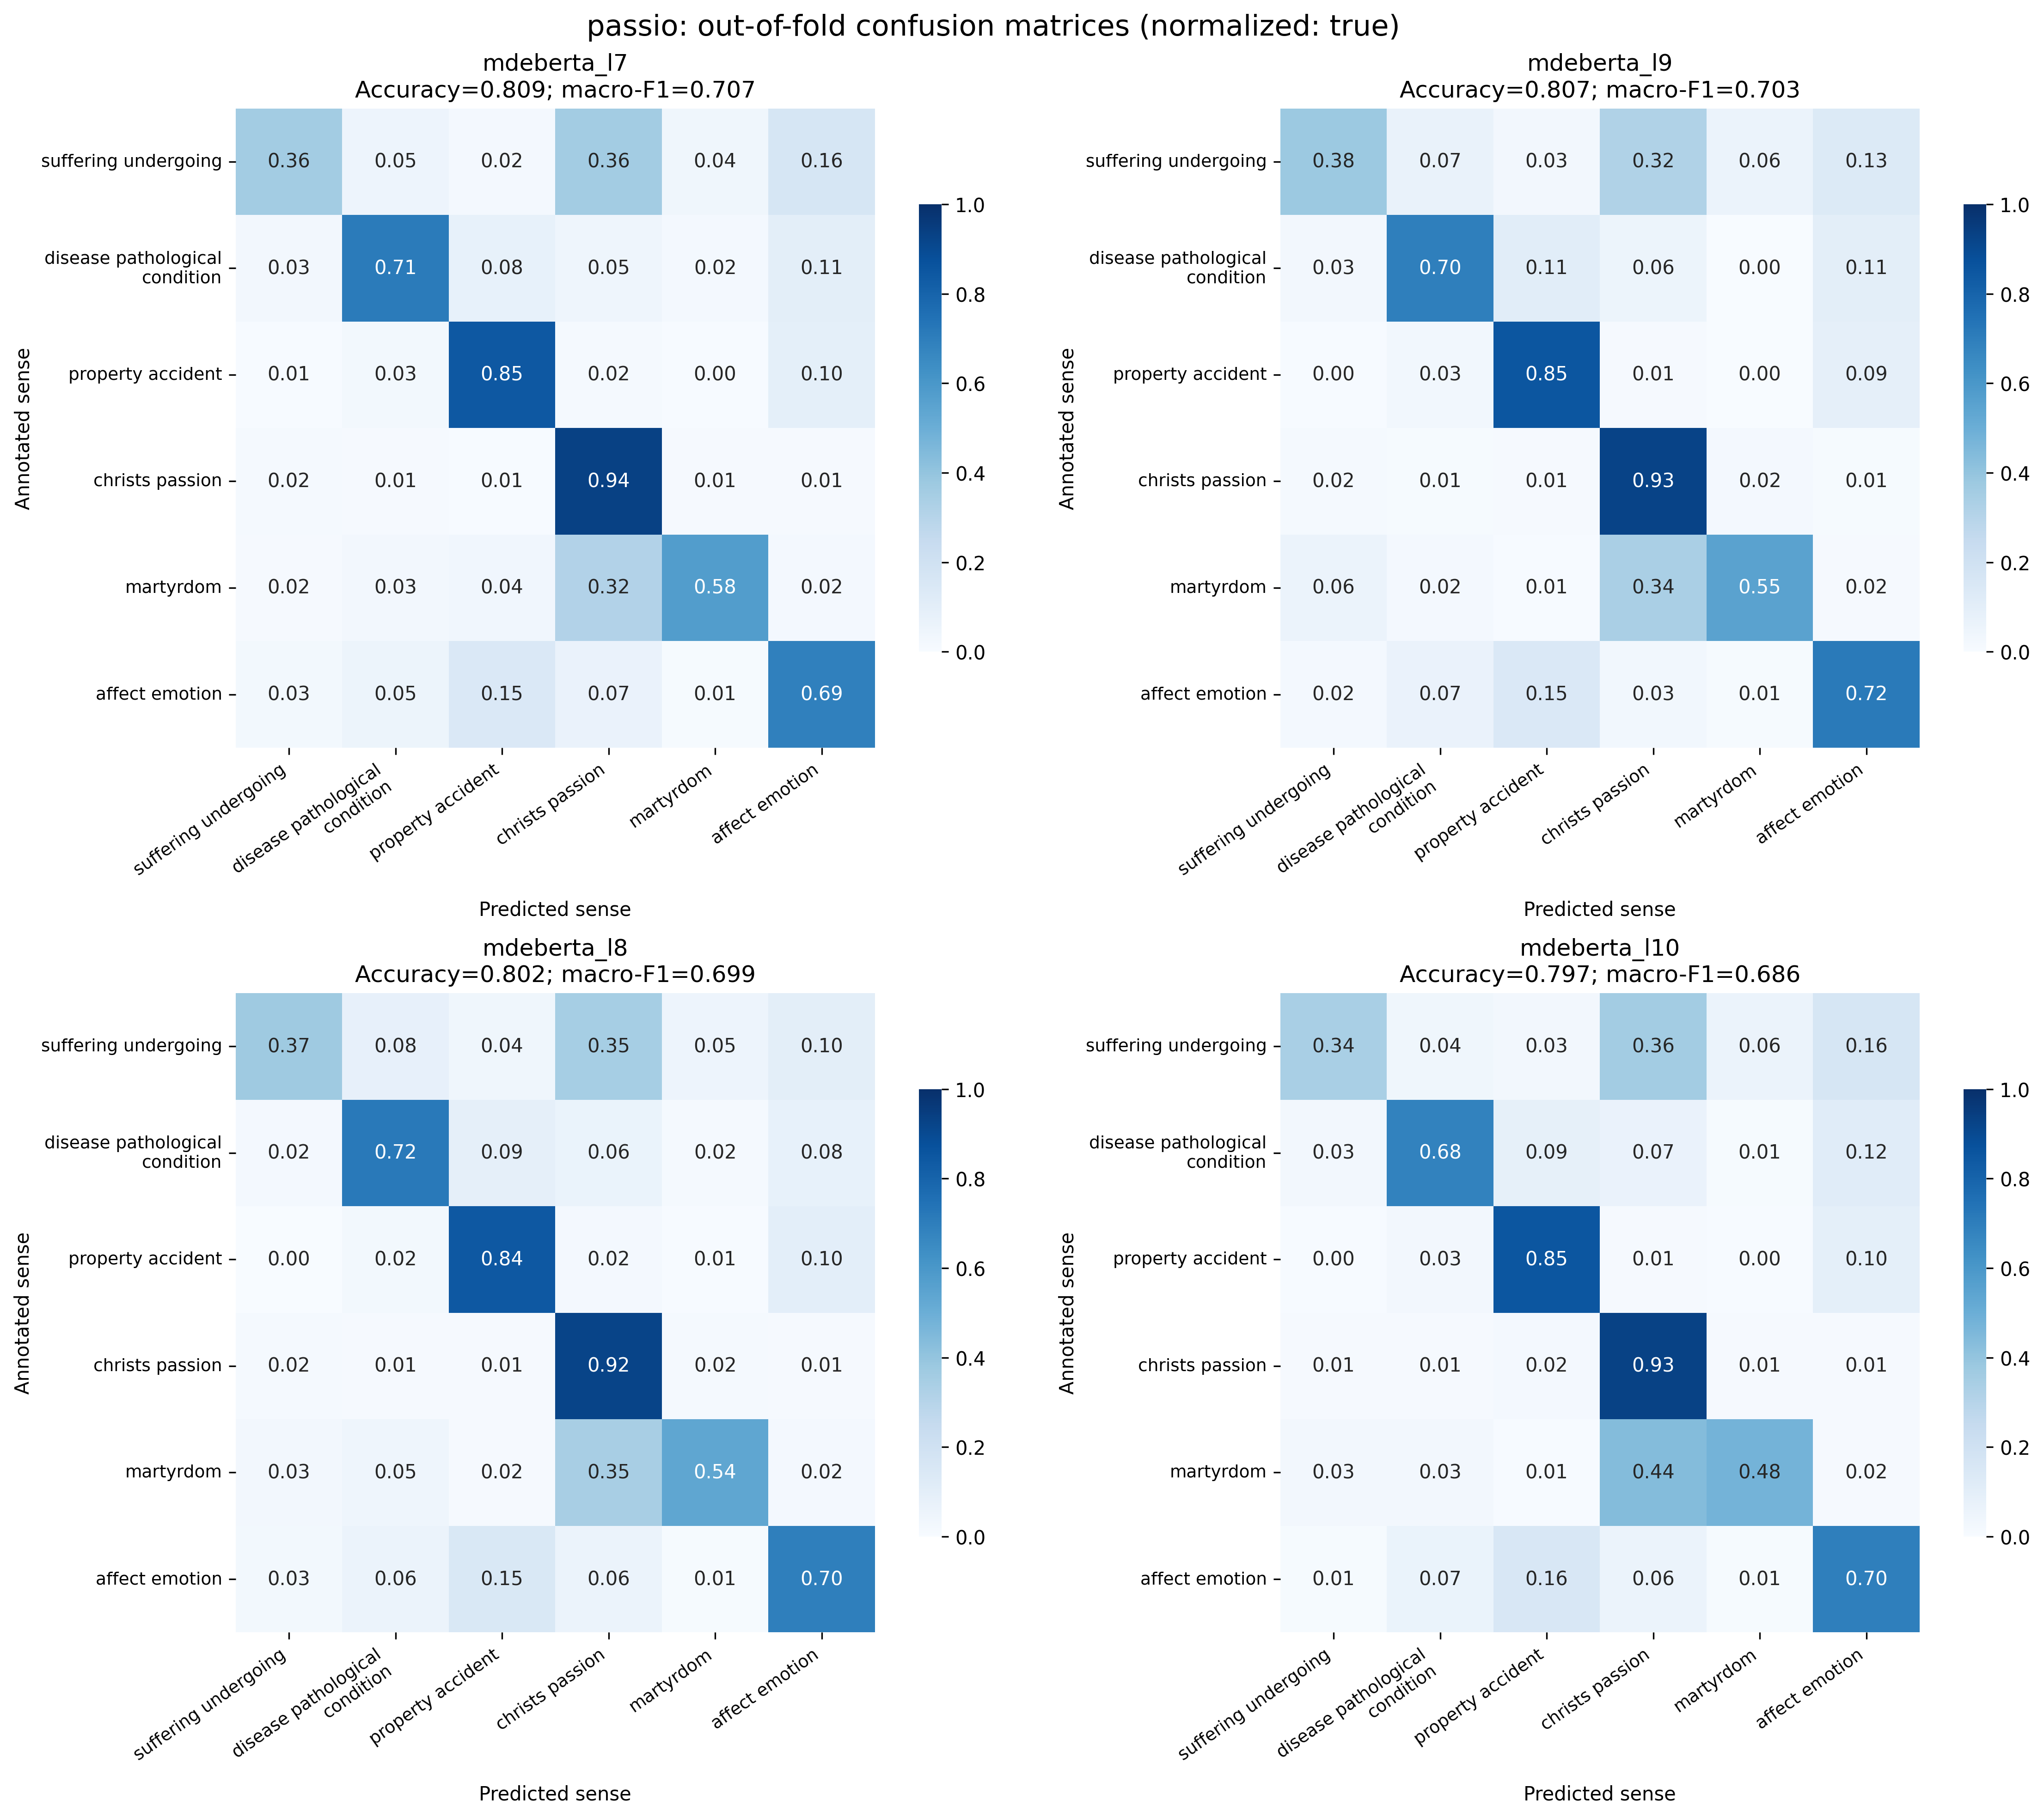 passio: out-of-fold confusion matrices (normalized: true)
mdeberta_l7
Accuracy=0.809; macro-F1=0.707
Annotated sense
suffering undergoing 0.36 0.05 0.02 0.36 0.04 0.16
disease pathological
condition 0.03 0.71 0.08 0.05 0.02 0.11
property accident 0.01 0.03 0.85 0.02 0.00 0.10
christs passion 0.02 0.01 0.01 0.94 0.01 0.01
martyrdom 0.02 0.03 0.04 0.32 0.58 0.02
affect emotion 0.03 0.05 0.15 0.07 0.01 0.69
suffering undergoing
disease pathological
condition
property accident
christs passion
martyrdom
affect emotion
Predicted sense
1.0
0.8
0.6
0.4
0.2
0.0
mdeberta_l9
Accuracy=0.807; macro-F1=0.703
Annotated sense
suffering undergoing 0.38 0.07 0.03 0.32 0.06 0.13
disease pathological
condition 0.03 0.70 0.11 0.06 0.00 0.11
property accident 0.00 0.03 0.85 0.01 0.00 0.09
christs passion 0.02 0.01 0.01 0.93 0.02 0.01
martyrdom 0.06 0.02 0.01 0.34 0.55 0.02
affect emotion 0.02 0.07 0.15 0.03 0.01 0.72
suffering undergoing
disease pathological
condition
property accident
christs passion
martyrdom
affect emotion
Predicted sense
1.0
0.8
0.6
0.4
0.2
0.0
mdeberta_l8
Accuracy=0.802; macro-F1=0.699
Annotated sense
suffering undergoing 0.37 0.08 0.04 0.35 0.05 0.10
disease pathological
condition 0.02 0.72 0.09 0.06 0.02 0.08
property accident 0.00 0.02 0.84 0.02 0.01 0.10
christs passion 0.02 0.01 0.01 0.92 0.02 0.01
martyrdom 0.03 0.05 0.02 0.35 0.54 0.02
affect emotion 0.03 0.06 0.15 0.06 0.01 0.70
suffering undergoing
disease pathological
condition
property accident
christs passion
martyrdom
affect emotion
Predicted sense
1.0
0.8
0.6
0.4
0.2
0.0
mdeberta_l10
Accuracy=0.797; macro-F1=0.686
Annotated sense
suffering undergoing 0.34 0.04 0.03 0.36 0.06 0.16
disease pathological
condition 0.03 0.68 0.09 0.07 0.01 0.12
property accident 0.00 0.03 0.85 0.01 0.00 0.10
christs passion 0.01 0.01 0.02 0.93 0.01 0.01
martyrdom 0.03 0.03 0.01 0.44 0.48 0.02
affect emotion 0.01 0.07 0.16 0.06 0.01 0.70
suffering undergoing
disease pathological
condition
property accident
christs passion
martyrdom
affect emotion
Predicted sense
1.0
0.8
0.6
0.4
0.2
0.0